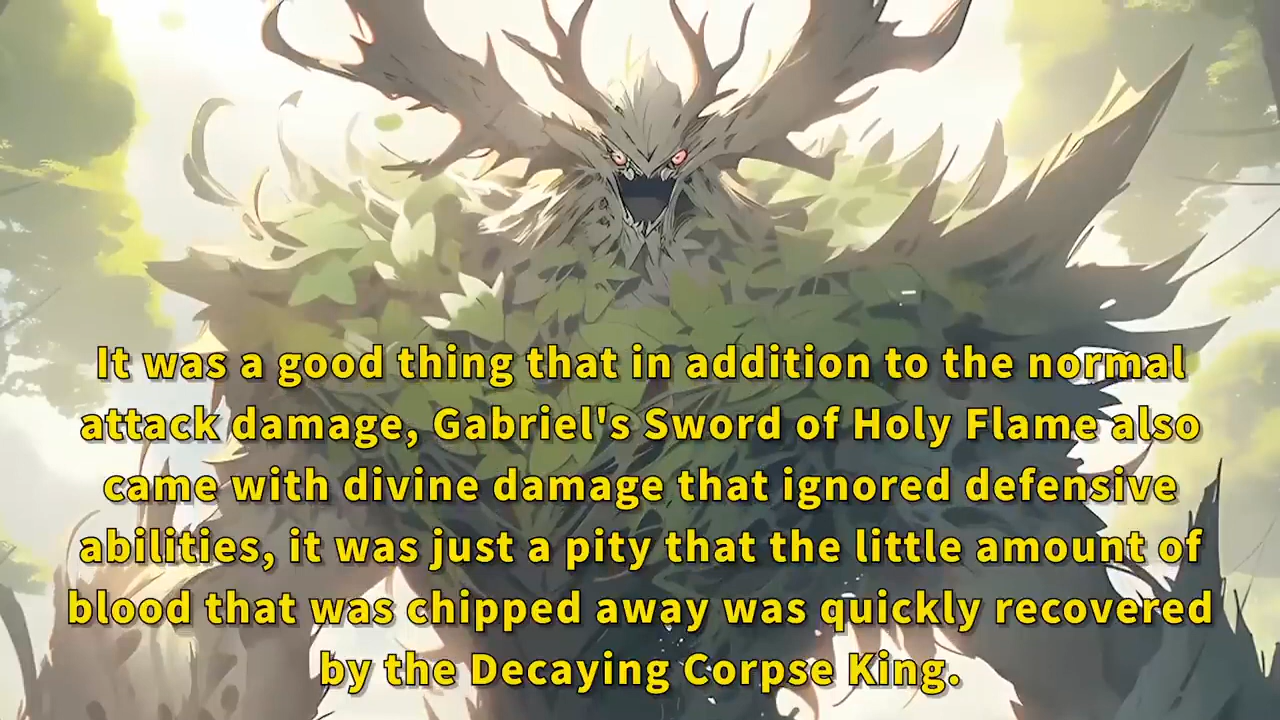 It was a good thing that in addition to the normal
attack damage, Gabriel's Sword of Holy Flame also
came with divine damage that ignored defensive
abilities, it was just a pity that the little amount of
blood that was chipped away was quickly recovered
by the Decaying Corpse King.